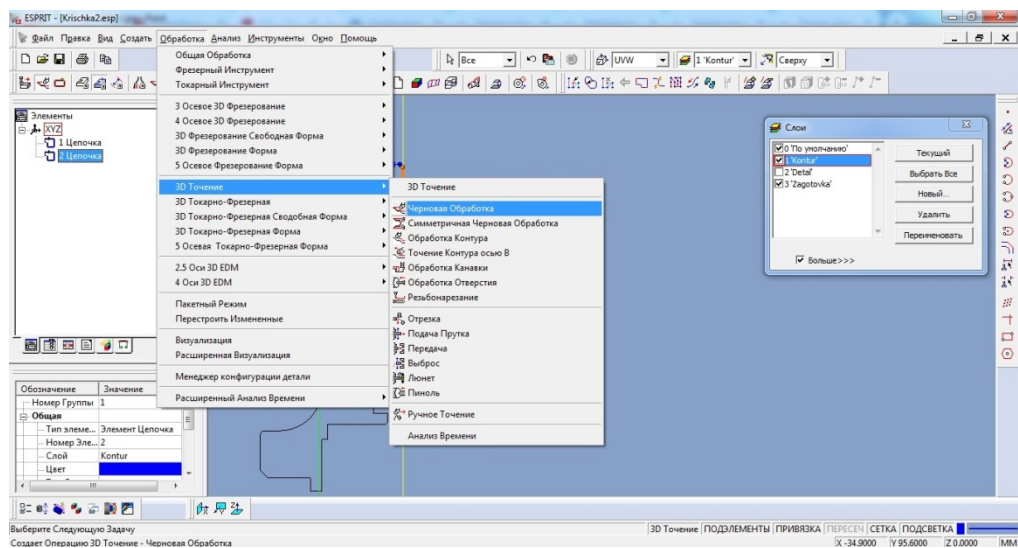 ESPRIT - [Krischka2.esp]
Файл Правка Вид Создать Обработка Анализ Инструменты Окно Помощь
Все
UVW
1 'Kontur'
Сверху
Элементы
XYZ
1 Цепочка
2 Цепочка
Общая Обработка
Фрезерный Инструмент
Токарный Инструмент
3 Осевое 3D Фрезерование
4 Осевое 3D Фрезерование
3D Фрезерование Свободная Форма
3D Фрезерование Форма
5 Осевое Фрезерование Форма
3D Точение
3D Токарно-Фрезерная
3D Токарно-Фрезерная Сводобная Форма
3D Токарно-Фрезерная Форма
5 Осевая Токарно-Фрезерная Форма
2.5 Оси 3D EDM
4 Оси 3D EDM
Пакетный Режим
Перестроить Измененные
Визуализация
Расширенная Визуализация
Менеджер конфигурации детали
Расширенный Анализ Времени
3D Точение
Черновая Обработка
Симметричная Черновая Обработка
Обработка Контура
Точение Контура осью В
Обработка Канавки
Обработка Отверстия
Резьбонарезание
Отрезка
Подача Прутка
Передача
Выброс
Люнет
Пиноль
Ручное Точение
Анализ Времени
Слои
0 'По умолчанию'
1 'Kontur'
2 'Detal'
3 'Zagotovka'
Текущий
Выбрать Все
Новый...
Удалить
Переименовать
Больше>>>
Обозначение Значение
Номер Группы 1
Общая
Тип элеме... Элемент Цепочка
Номер Эле... 2
Слой Kontur
Цвет
Выберите Следующую Задачу
3D Точение ПОДЭЛЕМЕНТЫ ПРИВЯЗКА ПЕРЕСЕЧ СЕТКА ПОДСВЕТКА
Создает Операцию 3D Точение - Черновая Обработка
X -34.9000 Y 95.6000 Z 0.0000 MM